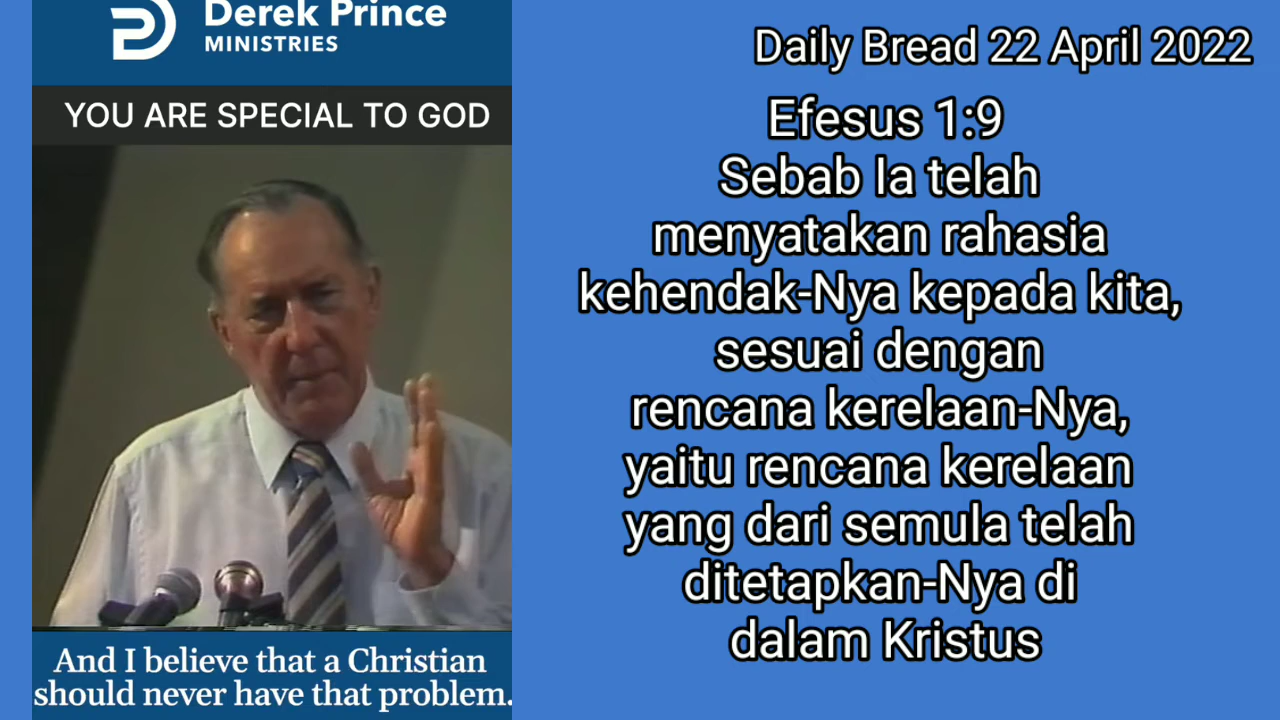 Derek Prince
MINISTRIES
YOU ARE SPECIAL TO GOD
And I believe that a Christian
should never have that problem.
Daily Bread 22 April 2022
Efesus 1:9
Sebab Ia telah
menyatakan rahasia
kehendak-Nya kepada kita,
sesuai dengan
rencana kerelaan-Nya,
yaitu rencana kerelaan
yang dari semula telah
ditetapkan-Nya di
dalam Kristus